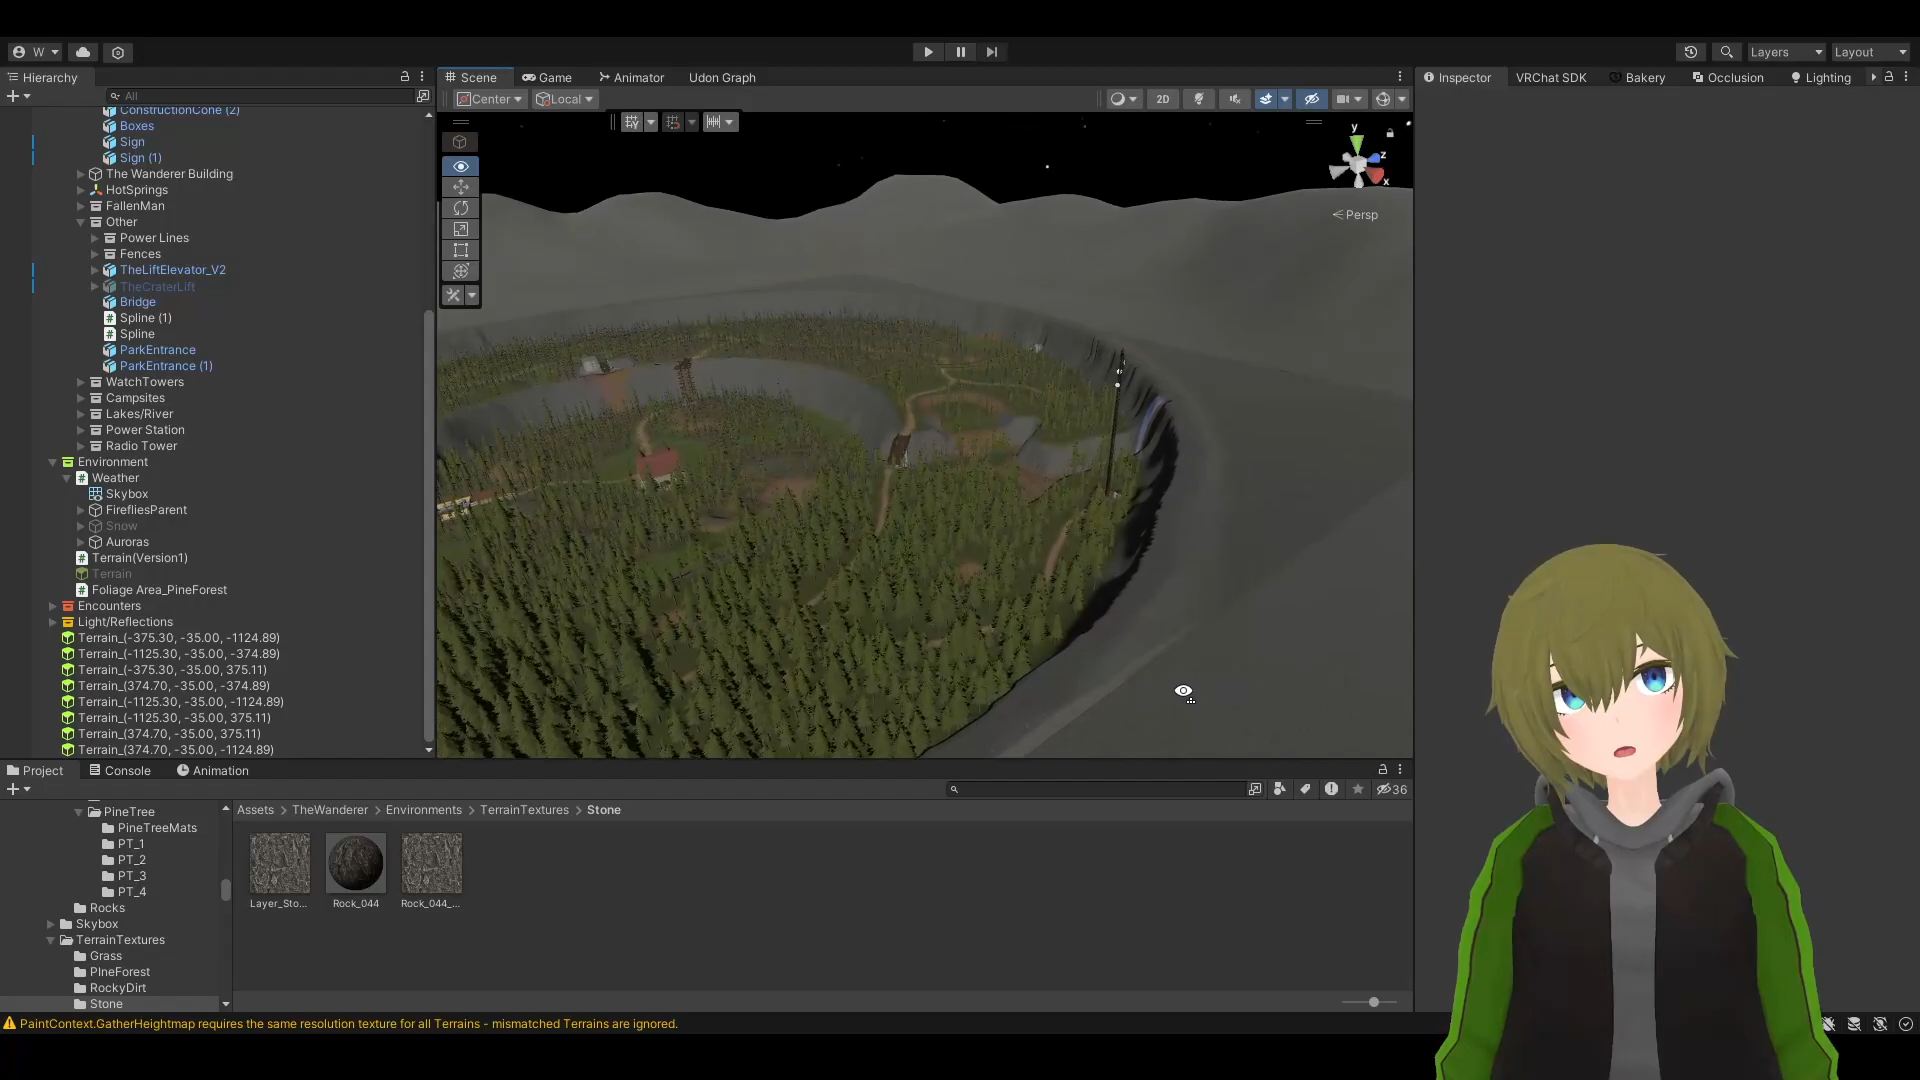 W
Layers
Layout
Hierarchy
Scene
Game
Animator
Udon Graph
Inspector
VRChat SDK
Bakery
Occlusion
Lighting
All
Center
Local
2D
ConstructionCone (2)
Boxes
Sign
Sign (1)
The Wanderer Building
HotSprings
FallenMan
Other
Power Lines
Fences
TheLiftElevator_V2
TheCraterLift
Bridge
Spline (1)
Spline
ParkEntrance
ParkEntrance (1)
WatchTowers
Campsites
Lakes/River
Power Station
Radio Tower
Environment
Weather
Skybox
FirefliesParent
Snow
Auroras
Terrain(Version1)
Terrain
Foliage Area_PineForest
Encounters
Light/Reflections
Terrain_(-375.30, -35.00, -1124.89)
Terrain_(-1125.30, -35.00, -374.89)
Terrain_(-375.30, -35.00, 375.11)
Terrain_(374.70, -35.00, -374.89)
Terrain_(-1125.30, -35.00, -1124.89)
Terrain_(-1125.30, -35.00, 375.11)
Terrain_(374.70, -35.00, 375.11)
Terrain_(374.70, -35.00, -1124.89)
y
z
x
Persp
Project
Console
Animation
36
PineTree
PineTreeMats
PT_1
PT_2
PT_3
PT_4
Rocks
Skybox
TerrainTextures
Grass
PIneForest
RockyDirt
Stone
Assets > TheWanderer > Environments > TerrainTextures > Stone
Layer_Sto...
Rock_044
Rock_044_...
PaintContext.GatherHeightmap requires the same resolution texture for all Terrains - mismatched Terrains are ignored.